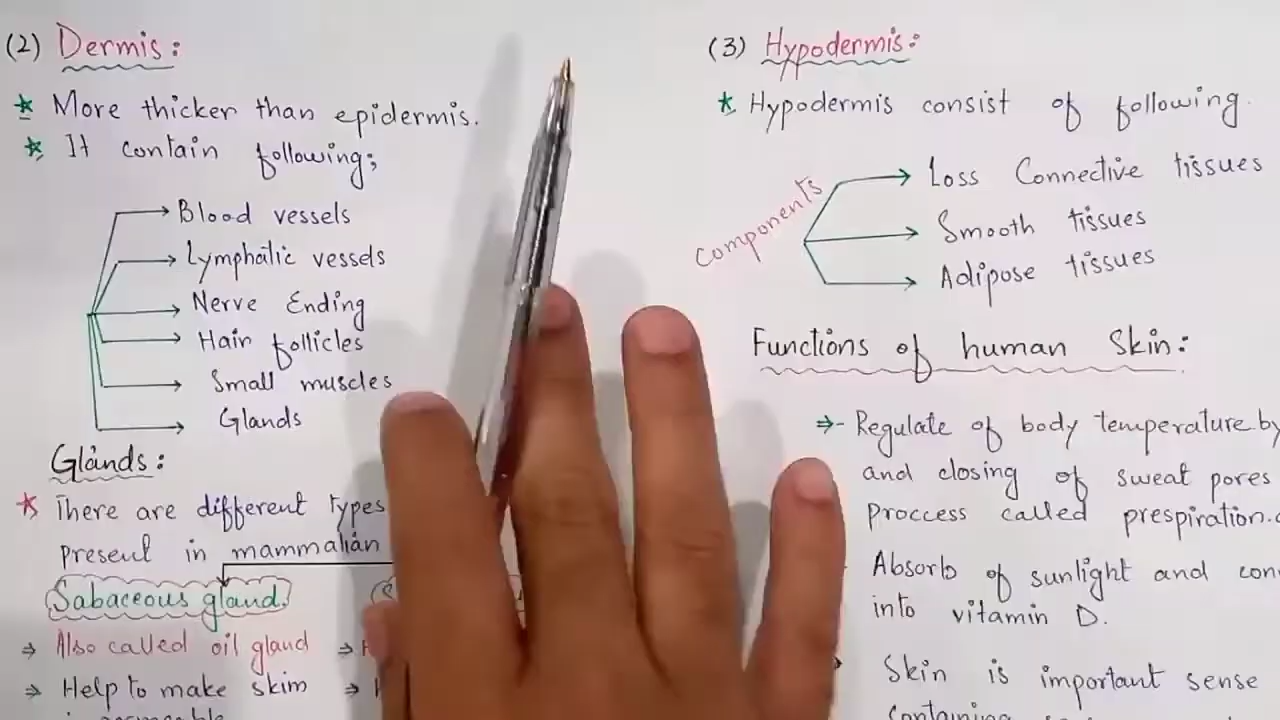 (2) Dermis:
* More thicker than epidermis.
* It contain following;
Blood vessels
Lymphatic vessels
Nerve Ending
Hair follicles
Small muscles
Glands
Glands:
* There are different types
present in mammalian
Sabaceous gland.
⇒ Also called oil gland
⇒ Help to make skim
(3) Hypodermis:
* Hypodermis consist of following.
Components
Loss Connective tissues
Smooth tissues
Adipose tissues
Functions of human Skin:
⇒- Regulate of body temperature.by
and closing of sweat pores
proccess called prespiration.
Absorb of sunlight and con
into vitamin D.
Skin is important sense
containing